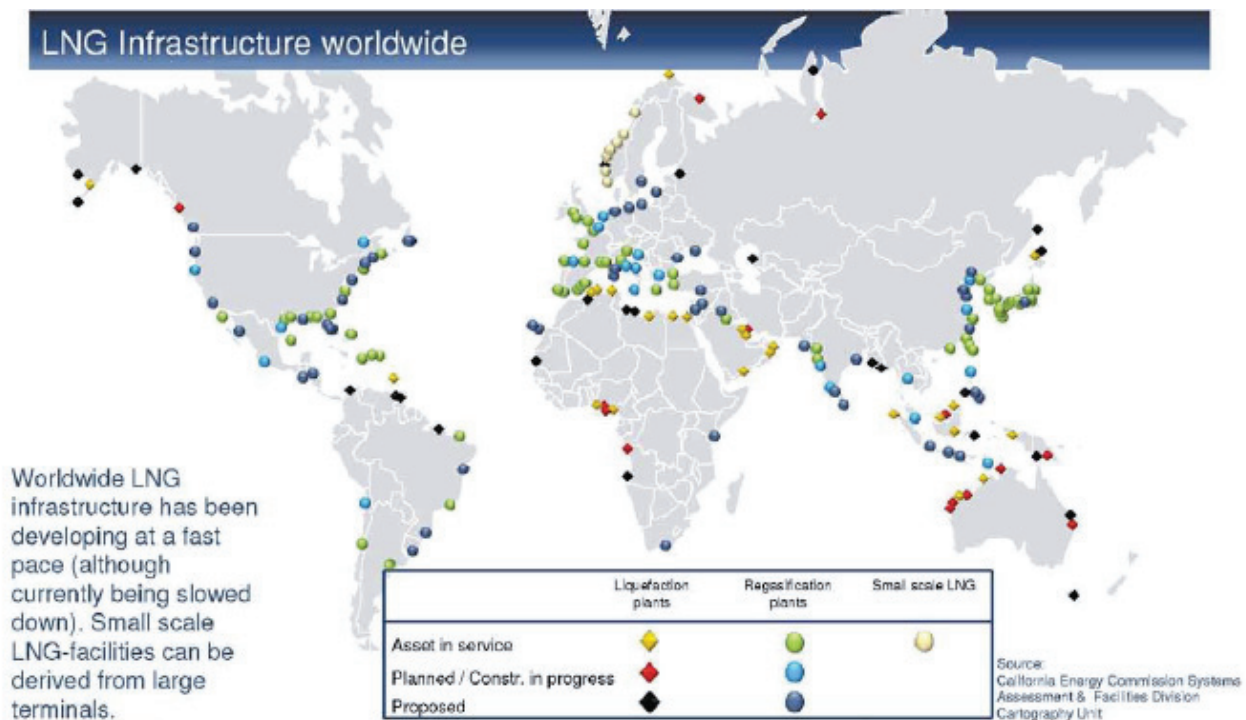 LNG Infrastructure worldwide
Worldwide LNG
infrastructure has been
developing at a fast
pace (although
currently being slowed
down). Small scale
LNG-facilities can be
derived from large
terminals.
Liquefaction plants
Regasification plants
Small scale LNG
Asset in service
Planned / Constr. in progress
Proposed
Source:
California Energy Commission Systems
Assessment & Facilities Division
Cartography Unit